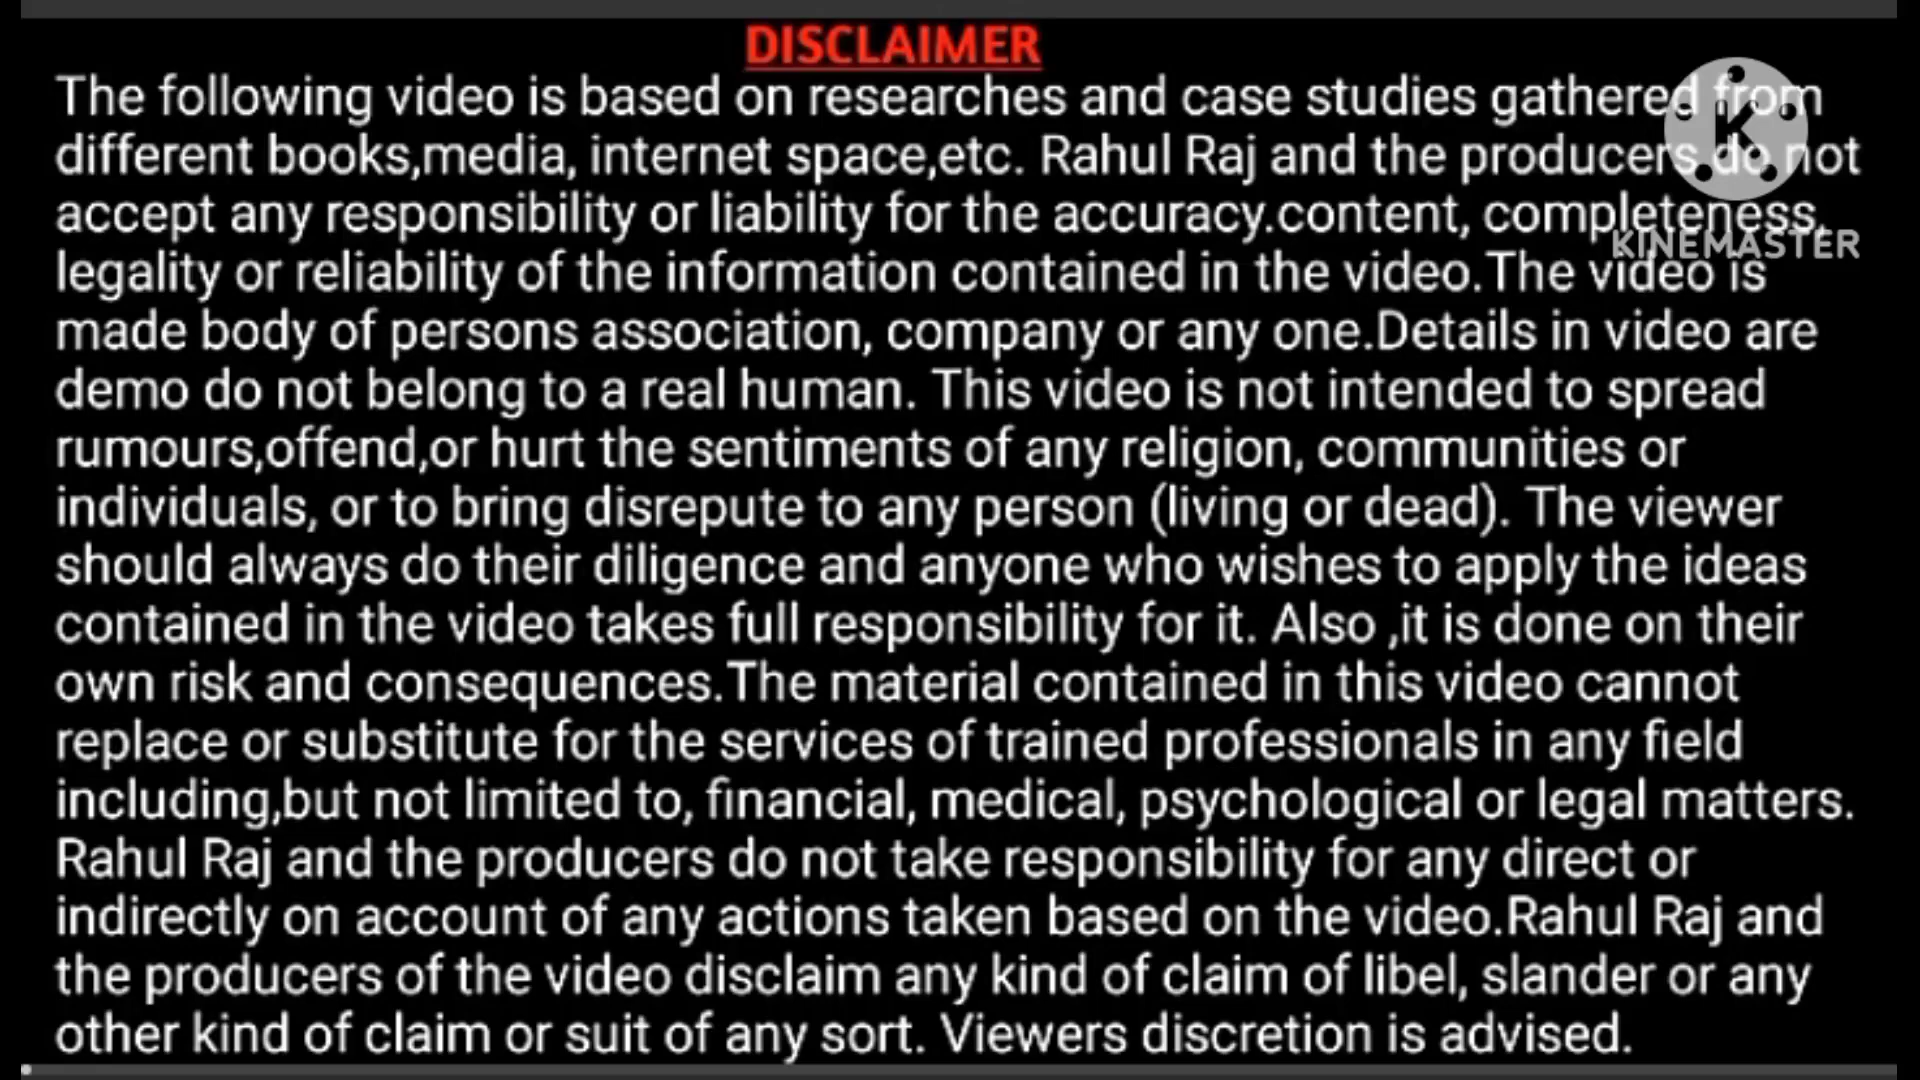 DISCLAIMER
The following video is based on researches and case studies gathered from
different books,media, internet space,etc. Rahul Raj and the producers do not
accept any responsibility or liability for the accuracy.content, completeness,
legality or reliability of the information contained in the video.The video is
made body of persons association, company or any one.Details in video are
demo do not belong to a real human. This video is not intended to spread
rumours,offend,or hurt the sentiments of any religion, communities or
individuals, or to bring disrepute to any person (living or dead). The viewer
should always do their diligence and anyone who wishes to apply the ideas
contained in the video takes full responsibility for it. Also ,it is done on their
own risk and consequences.The material contained in this video cannot
replace or substitute for the services of trained professionals in any field
including,but not limited to, financial, medical, psychological or legal matters.
Rahul Raj and the producers do not take responsibility for any direct or
indirectly on account of any actions taken based on the video.Rahul Raj and
the producers of the video disclaim any kind of claim of libel, slander or any
other kind of claim or suit of any sort. Viewers discretion is advised.
K
KINEMASTER